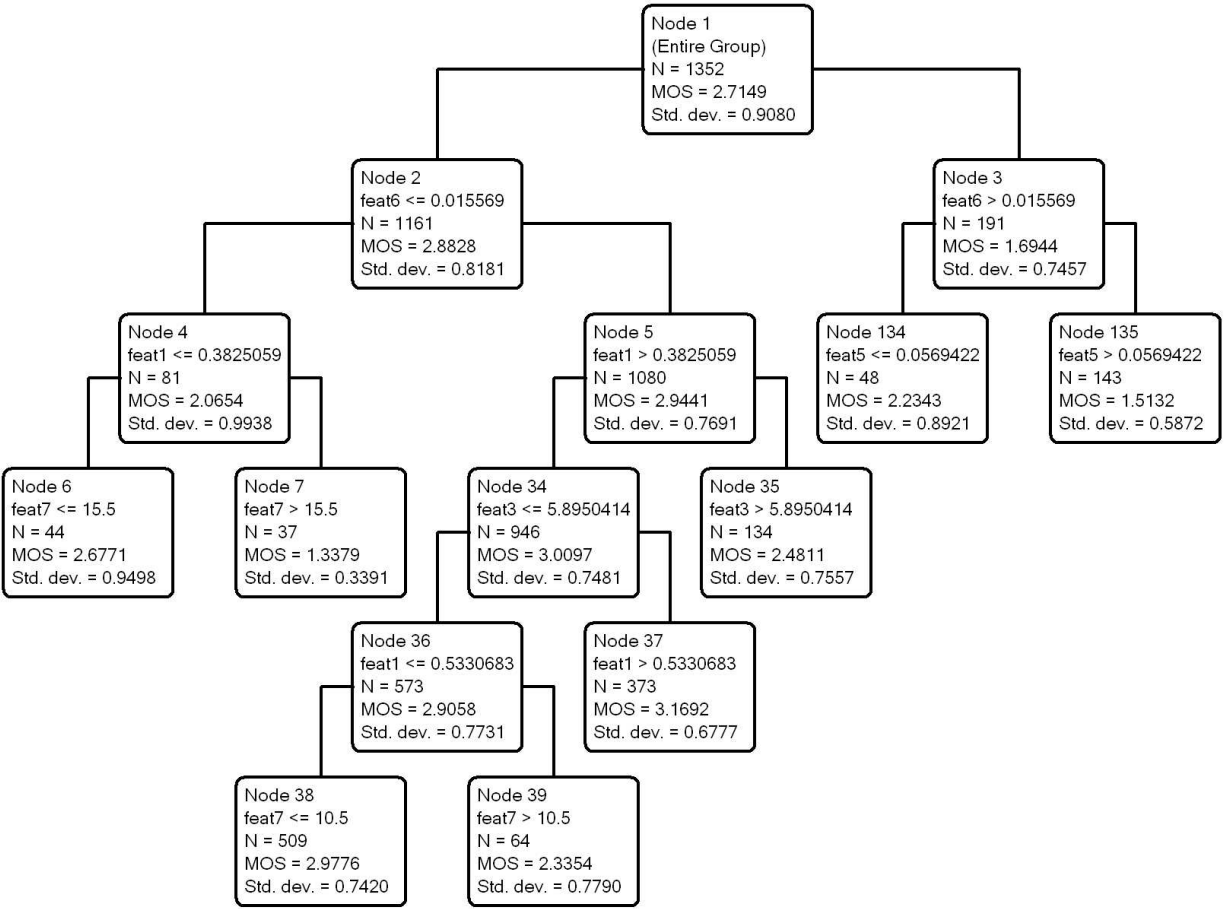 Node 1
(Entire Group)
N = 1352
MOS = 2.7149
Std. dev. = 0.9080
Node 2
feat6 <= 0.015569
N = 1161
MOS = 2.8828
Std. dev. = 0.8181
Node 3
feat6 > 0.015569
N = 191
MOS = 1.6944
Std. dev. = 0.7457
Node 4
feat1 <= 0.3825059
N = 81
MOS = 2.0654
Std. dev. = 0.9938
Node 5
feat1 > 0.3825059
N = 1080
MOS = 2.9441
Std. dev. = 0.7691
Node 134
feat5 <= 0.0569422
N = 48
MOS = 2.2343
Std. dev. = 0.8921
Node 135
feat5 > 0.0569422
N = 143
MOS = 1.5132
Std. dev. = 0.5872
Node 6
feat7 <= 15.5
N = 44
MOS = 2.6771
Std. dev. = 0.9498
Node 7
feat7 > 15.5
N = 37
MOS = 1.3379
Std. dev. = 0.3391
Node 34
feat3 <= 5.8950414
N = 946
MOS = 3.0097
Std. dev. = 0.7481
Node 35
feat3 > 5.8950414
N = 134
MOS = 2.4811
Std. dev. = 0.7557
Node 36
feat1 <= 0.5330683
N = 573
MOS = 2.9058
Std. dev. = 0.7731
Node 37
feat1 > 0.5330683
N = 373
MOS = 3.1692
Std. dev. = 0.6777
Node 38
feat7 <= 10.5
N = 509
MOS = 2.9776
Std. dev. = 0.7420
Node 39
feat7 > 10.5
N = 64
MOS = 2.3354
Std. dev. = 0.7790